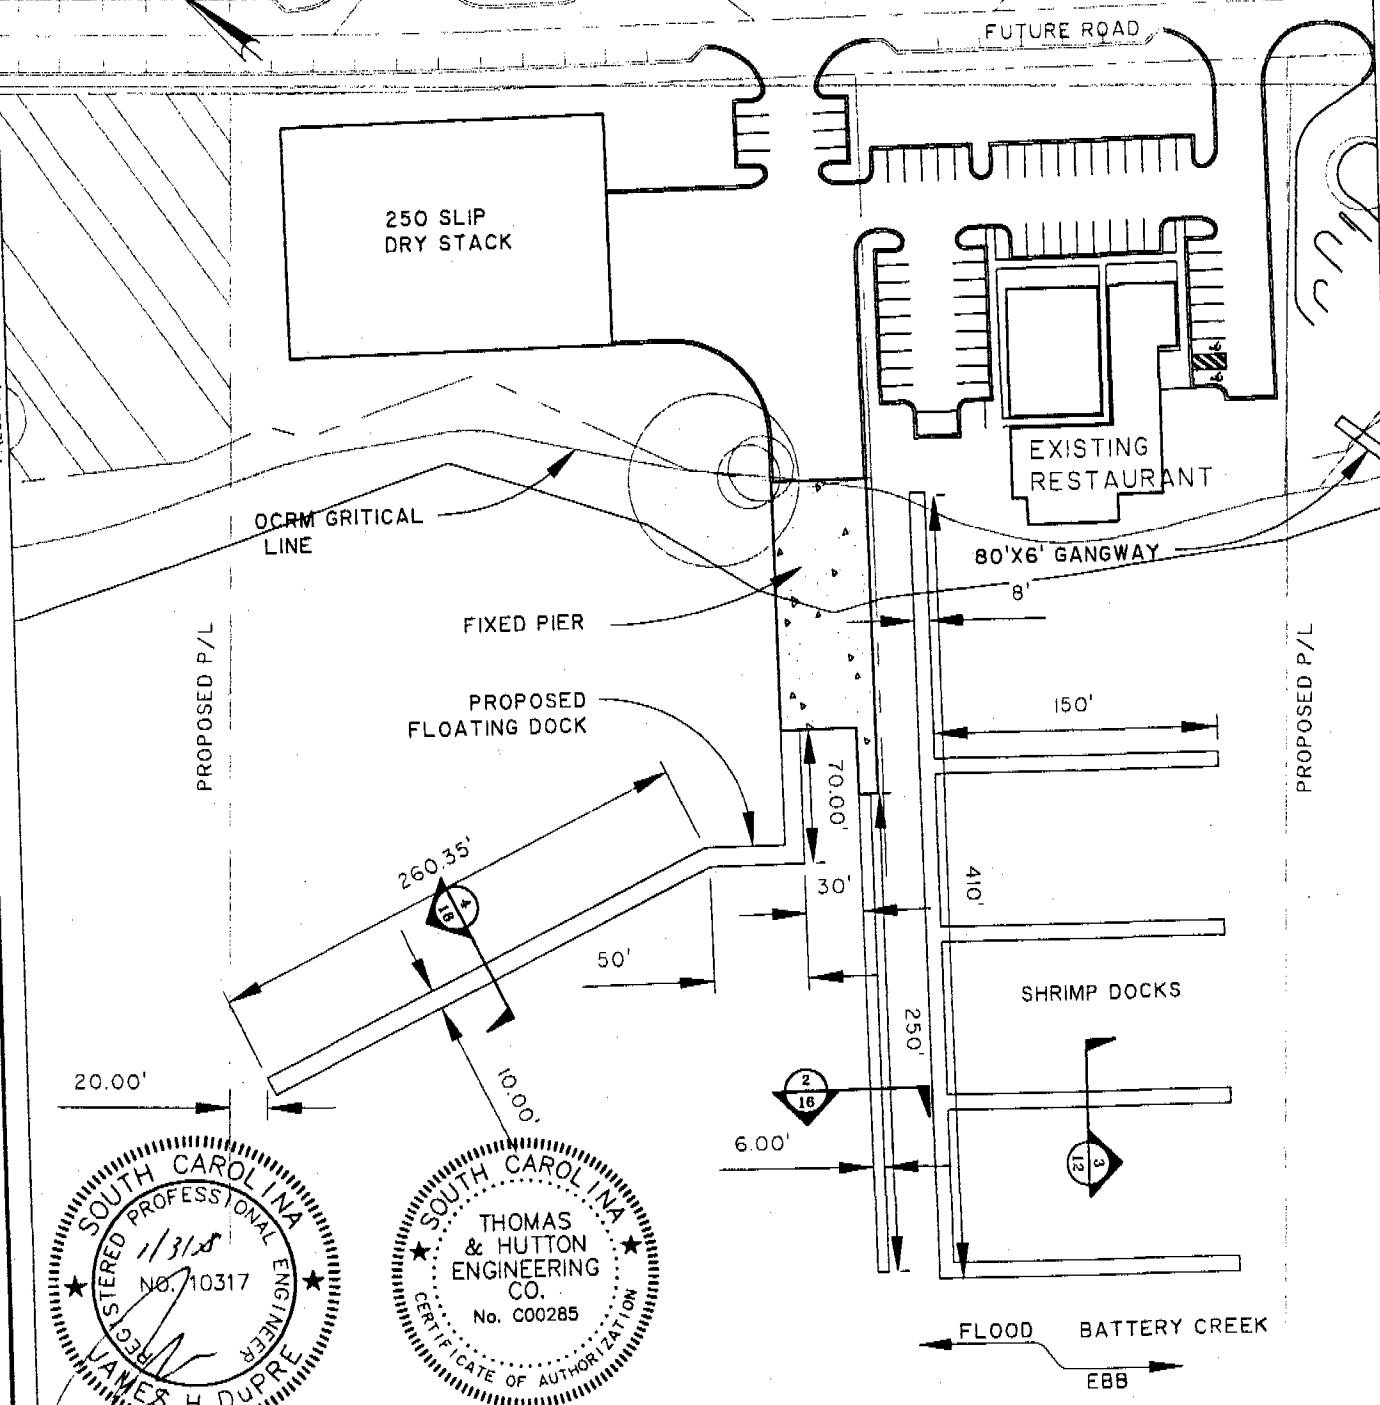 FUTURE ROAD
250 SLIP
DRY STACK
EXISTING
RESTAURANT
OCRM GRITICAL
LINE
80'X6' GANGWAY
8'
FIXED PIER
PROPOSED P/L
PROPOSED P/L
PROPOSED
FLOATING DOCK
150'
70.00'
260.35'
4
18
30'
410'
50'
SHRIMP DOCKS
250'
20.00'
10.00'
2
16
6.00'
3
12
SOUTH CAROLINA
REGISTERED PROFESSIONAL ENGINEER
NO. 10317
JAMES H DuPRE
SOUTH CAROLINA
THOMAS
& HUTTON
ENGINEERING
CO.
No. C00285
CERTIFICATE OF AUTHORIZATION
FLOOD
BATTERY CREEK
EBB